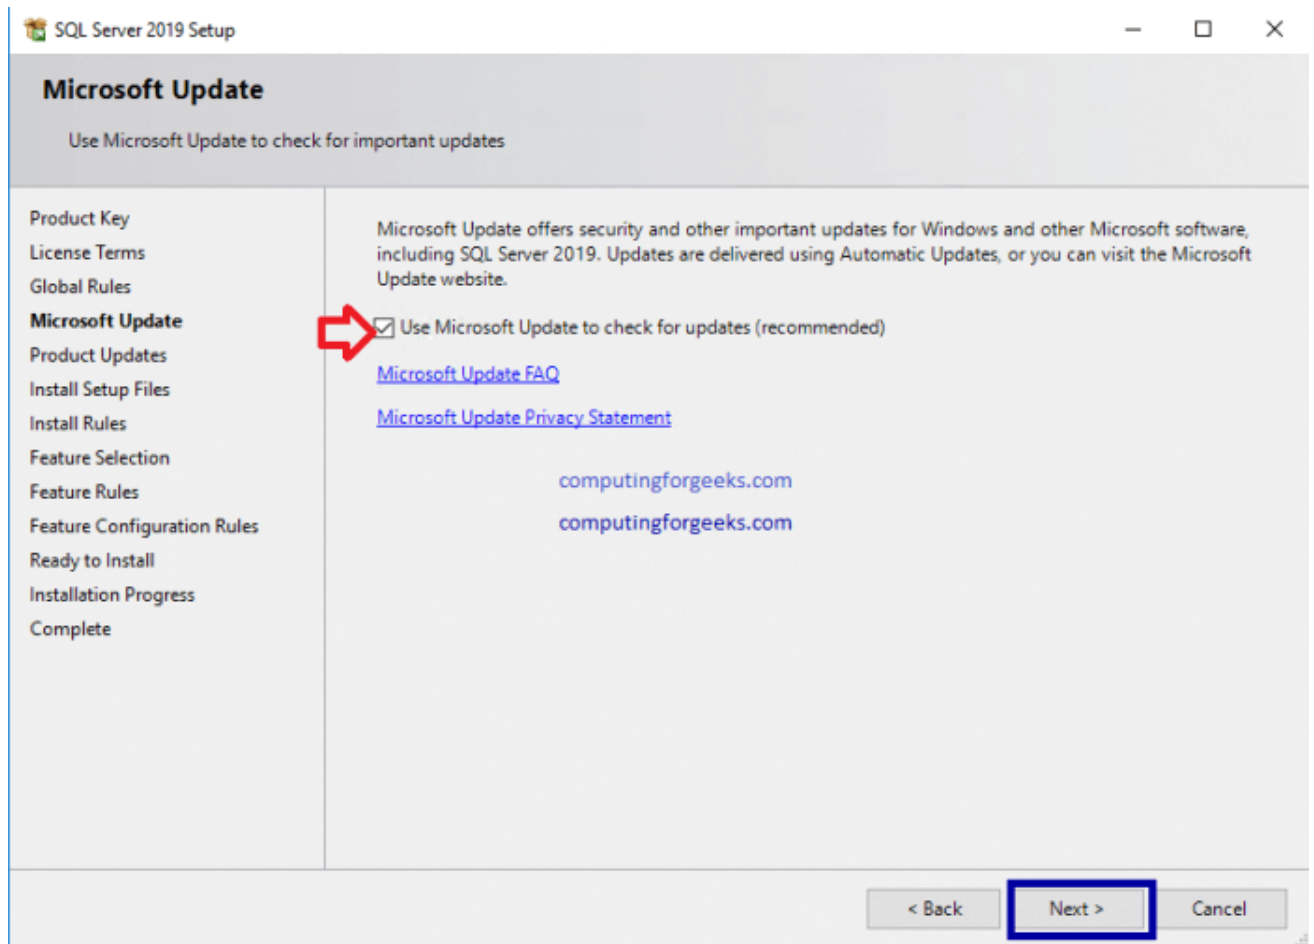 SQL Server 2019 Setup
Microsoft Update
Use Microsoft Update to check for important updates
Product Key
License Terms
Global Rules
Microsoft Update
Product Updates
Install Setup Files
Install Rules
Feature Selection
Feature Rules
Feature Configuration Rules
Ready to Install
Installation Progress
Complete
Microsoft Update offers security and other important updates for Windows and other Microsoft software,
including SQL Server 2019. Updates are delivered using Automatic Updates, or you can visit the Microsoft
Update website.
Use Microsoft Update to check for updates (recommended)
Microsoft Update FAQ
Microsoft Update Privacy Statement
computingforgeeks.com
computingforgeeks.com
< Back
Next >
Cancel